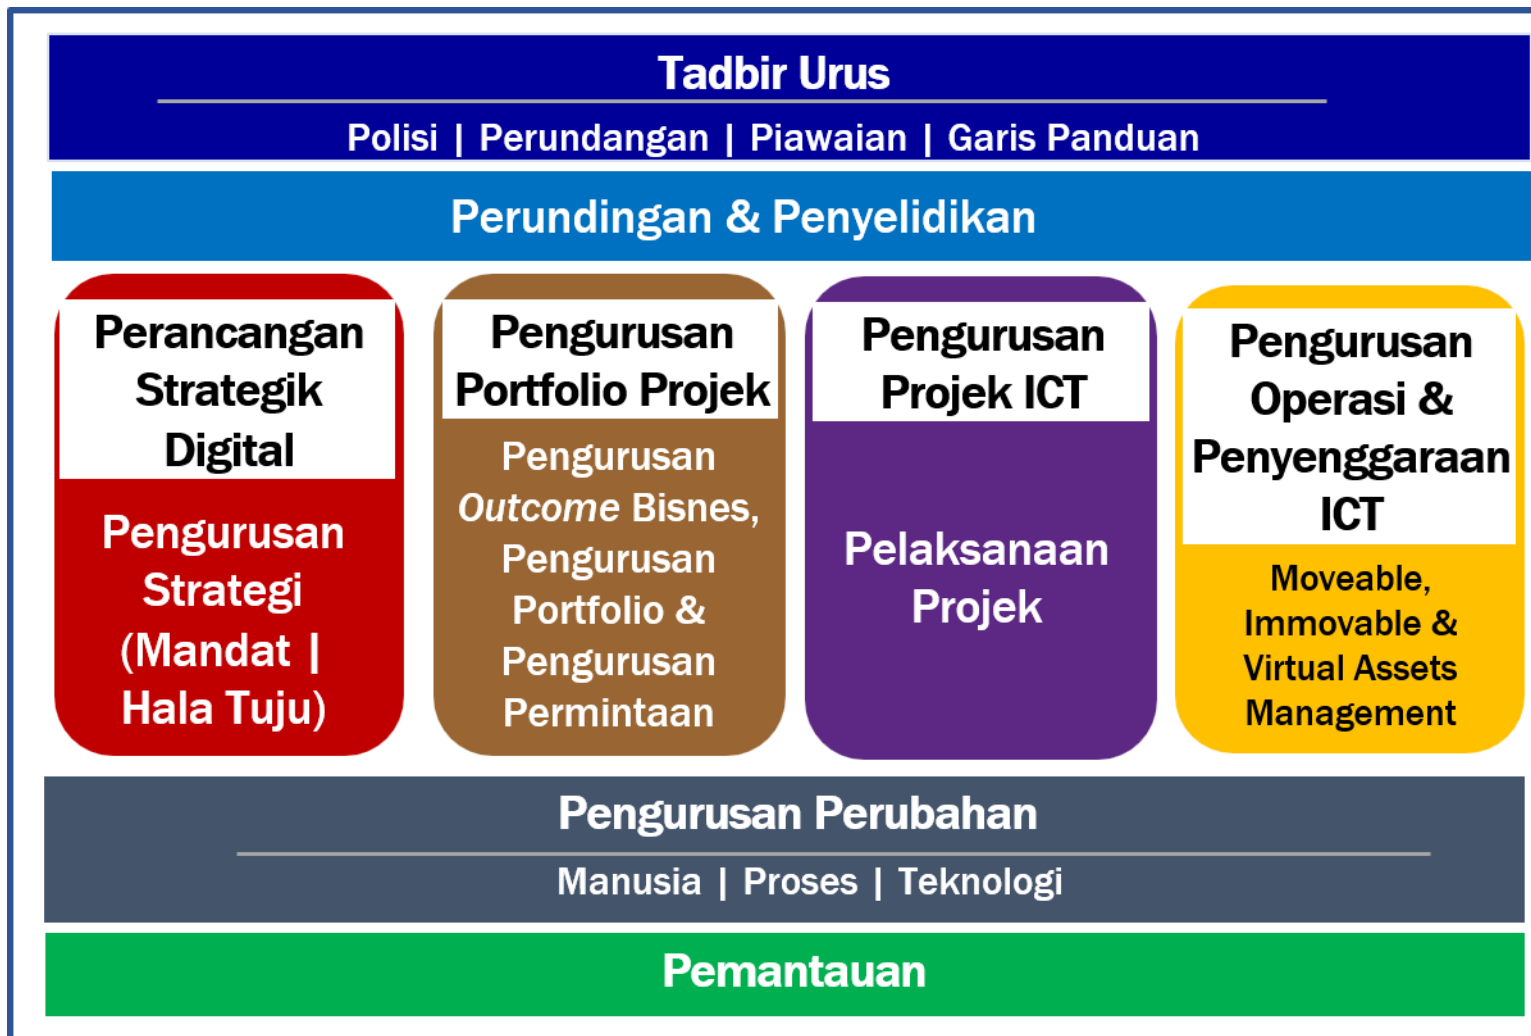 Tadbir Urus
Polisi | Perundangan | Piawaian | Garis Panduan
Perundingan & Penyelidikan
Perancangan
Strategik
Digital
Pengurusan
Strategi
(Mandat |
Hala Tuju)
Pengurusan
Portfolio Projek
Pengurusan
Outcome Bisnes,
Pengurusan
Portfolio &
Pengurusan
Permintaan
Pengurusan
Projek ICT
Pelaksanaan
Projek
Pengurusan
Operasi &
Penyenggaraan
ICT
Moveable,
Immovable &
Virtual Assets
Management
Pengurusan Perubahan
Manusia | Proses | Teknologi
Pemantauan